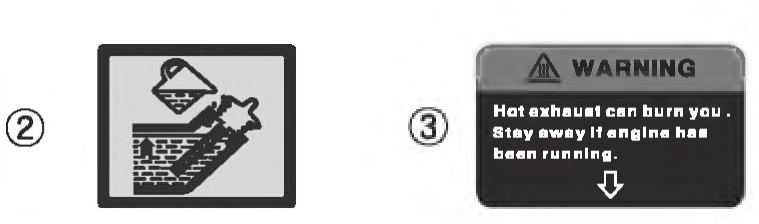 ②
③
WARNING
Hot exhaust can burn you .
Stay away if engine has
been running.